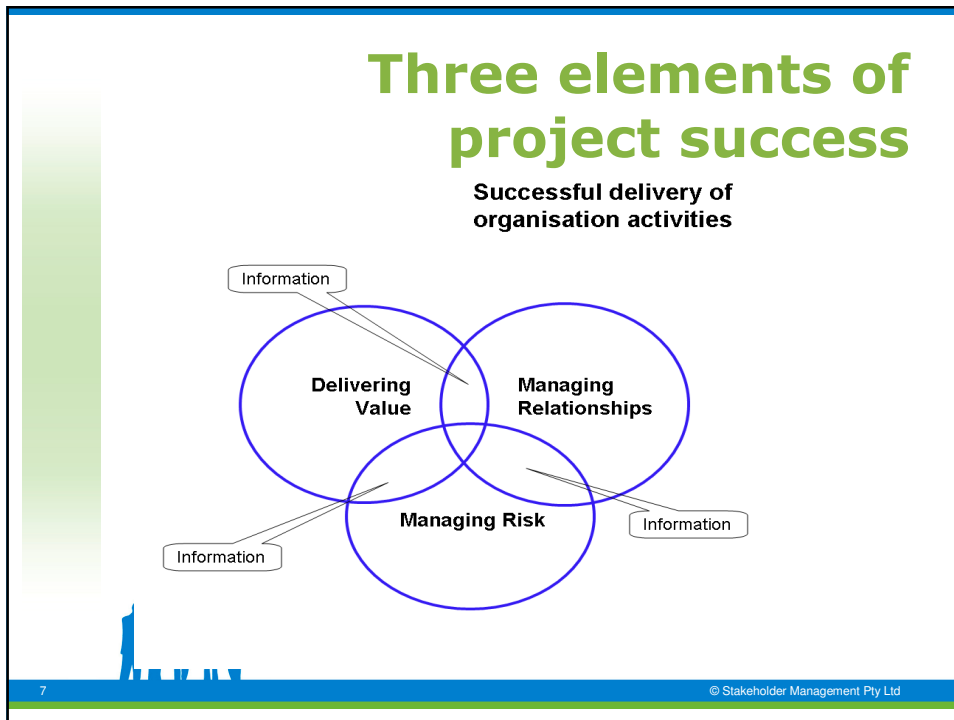 Three elements of
project success
Successful delivery of
organisation activities
Information
Delivering
Value
Managing
Relationships
Managing Risk
Information
Information
7
© Stakeholder Management Pty Ltd